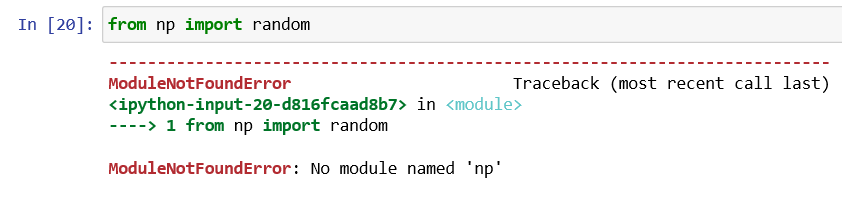 In [20]: from np import random
---------------------------------------------------------------------------
ModuleNotFoundError                       Traceback (most recent call last)
<ipython-input-20-d816fcaad8b7> in <module>
----> 1 from np import random
ModuleNotFoundError: No module named 'np'